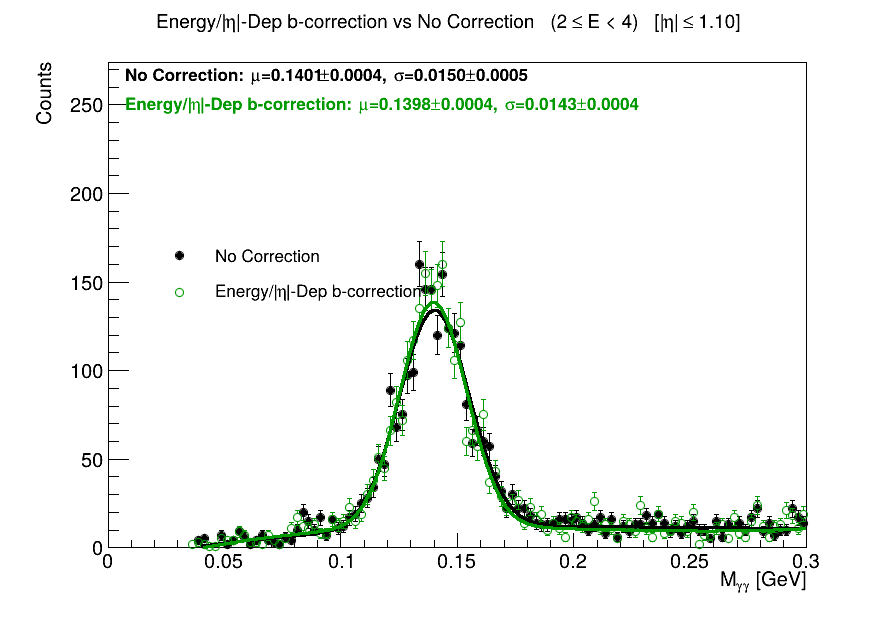 Energy/|η|-Dep b-correction vs No Correction (2 ≤ E < 4) [|η| ≤ 1.10]
No Correction: μ=0.1401±0.0004, σ=0.0150±0.0005
Energy/|η|-Dep b-correction: μ=0.1398±0.0004, σ=0.0143±0.0004
Counts
250
200
150
100
50
0
No Correction
Energy/|η|-Dep b-correction
0 0.05 0.1 0.15 0.2 0.25 0.3
Mγγ [GeV]